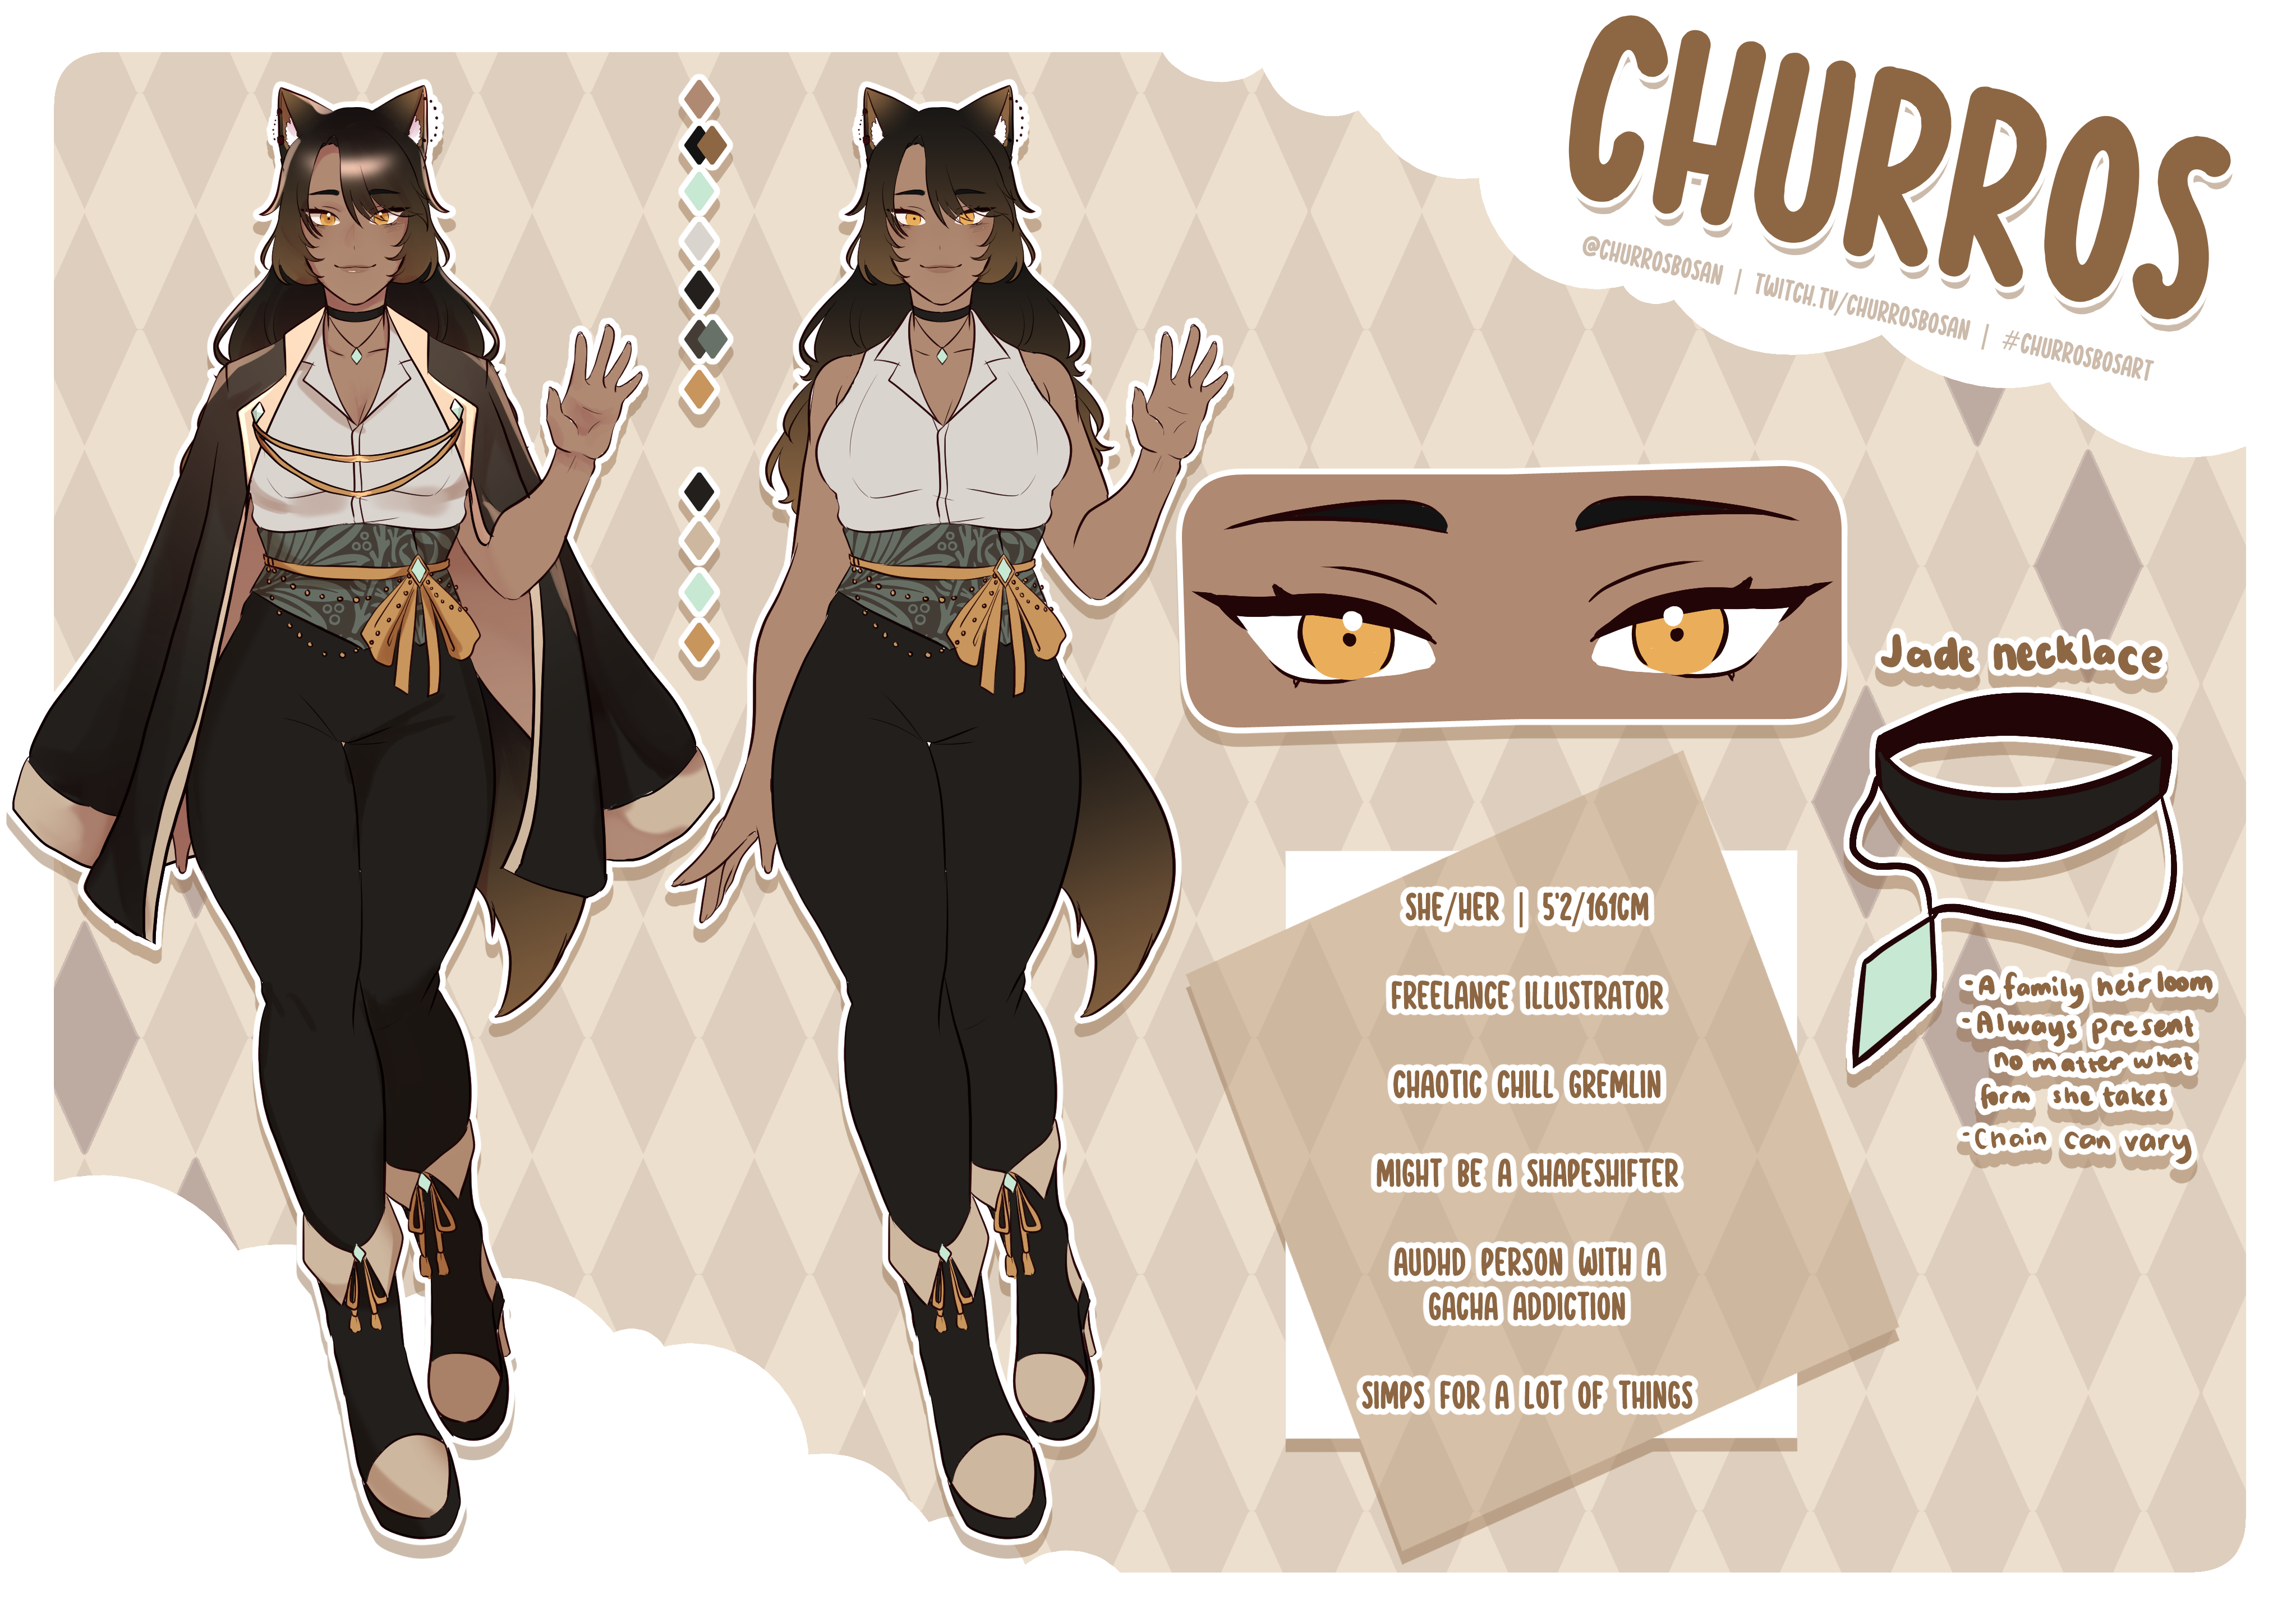 CHURROS
@CHURROSBOSAN | TWITCH.TV/CHURROSBOSAN | #CHURROSBOSART
Jade necklace
SHE/HER | 5'2/161CM
FREELANCE ILLUSTRATOR
CHAOTIC CHILL GREMLIN
MIGHT BE A SHAPESHIFTER
AUDHD PERSON WITH A
GACHA ADDICTION
SIMPS FOR A LOT OF THINGS
-A family heirloom
-Always present
no matter what
form she takes
-Chain can vary